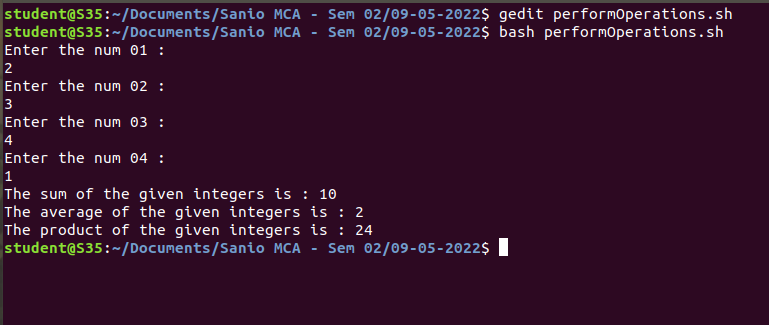 student@S35:~/Documents/Sanio MCA - Sem 02/09-05-2022$ gedit performOperations.sh
student@S35:~/Documents/Sanio MCA - Sem 02/09-05-2022$ bash performOperations.sh
Enter the num 01 :
2
Enter the num 02 :
3
Enter the num 03 :
4
Enter the num 04 :
1
The sum of the given integers is : 10
The average of the given integers is : 2
The product of the given integers is : 24
student@S35:~/Documents/Sanio MCA - Sem 02/09-05-2022$